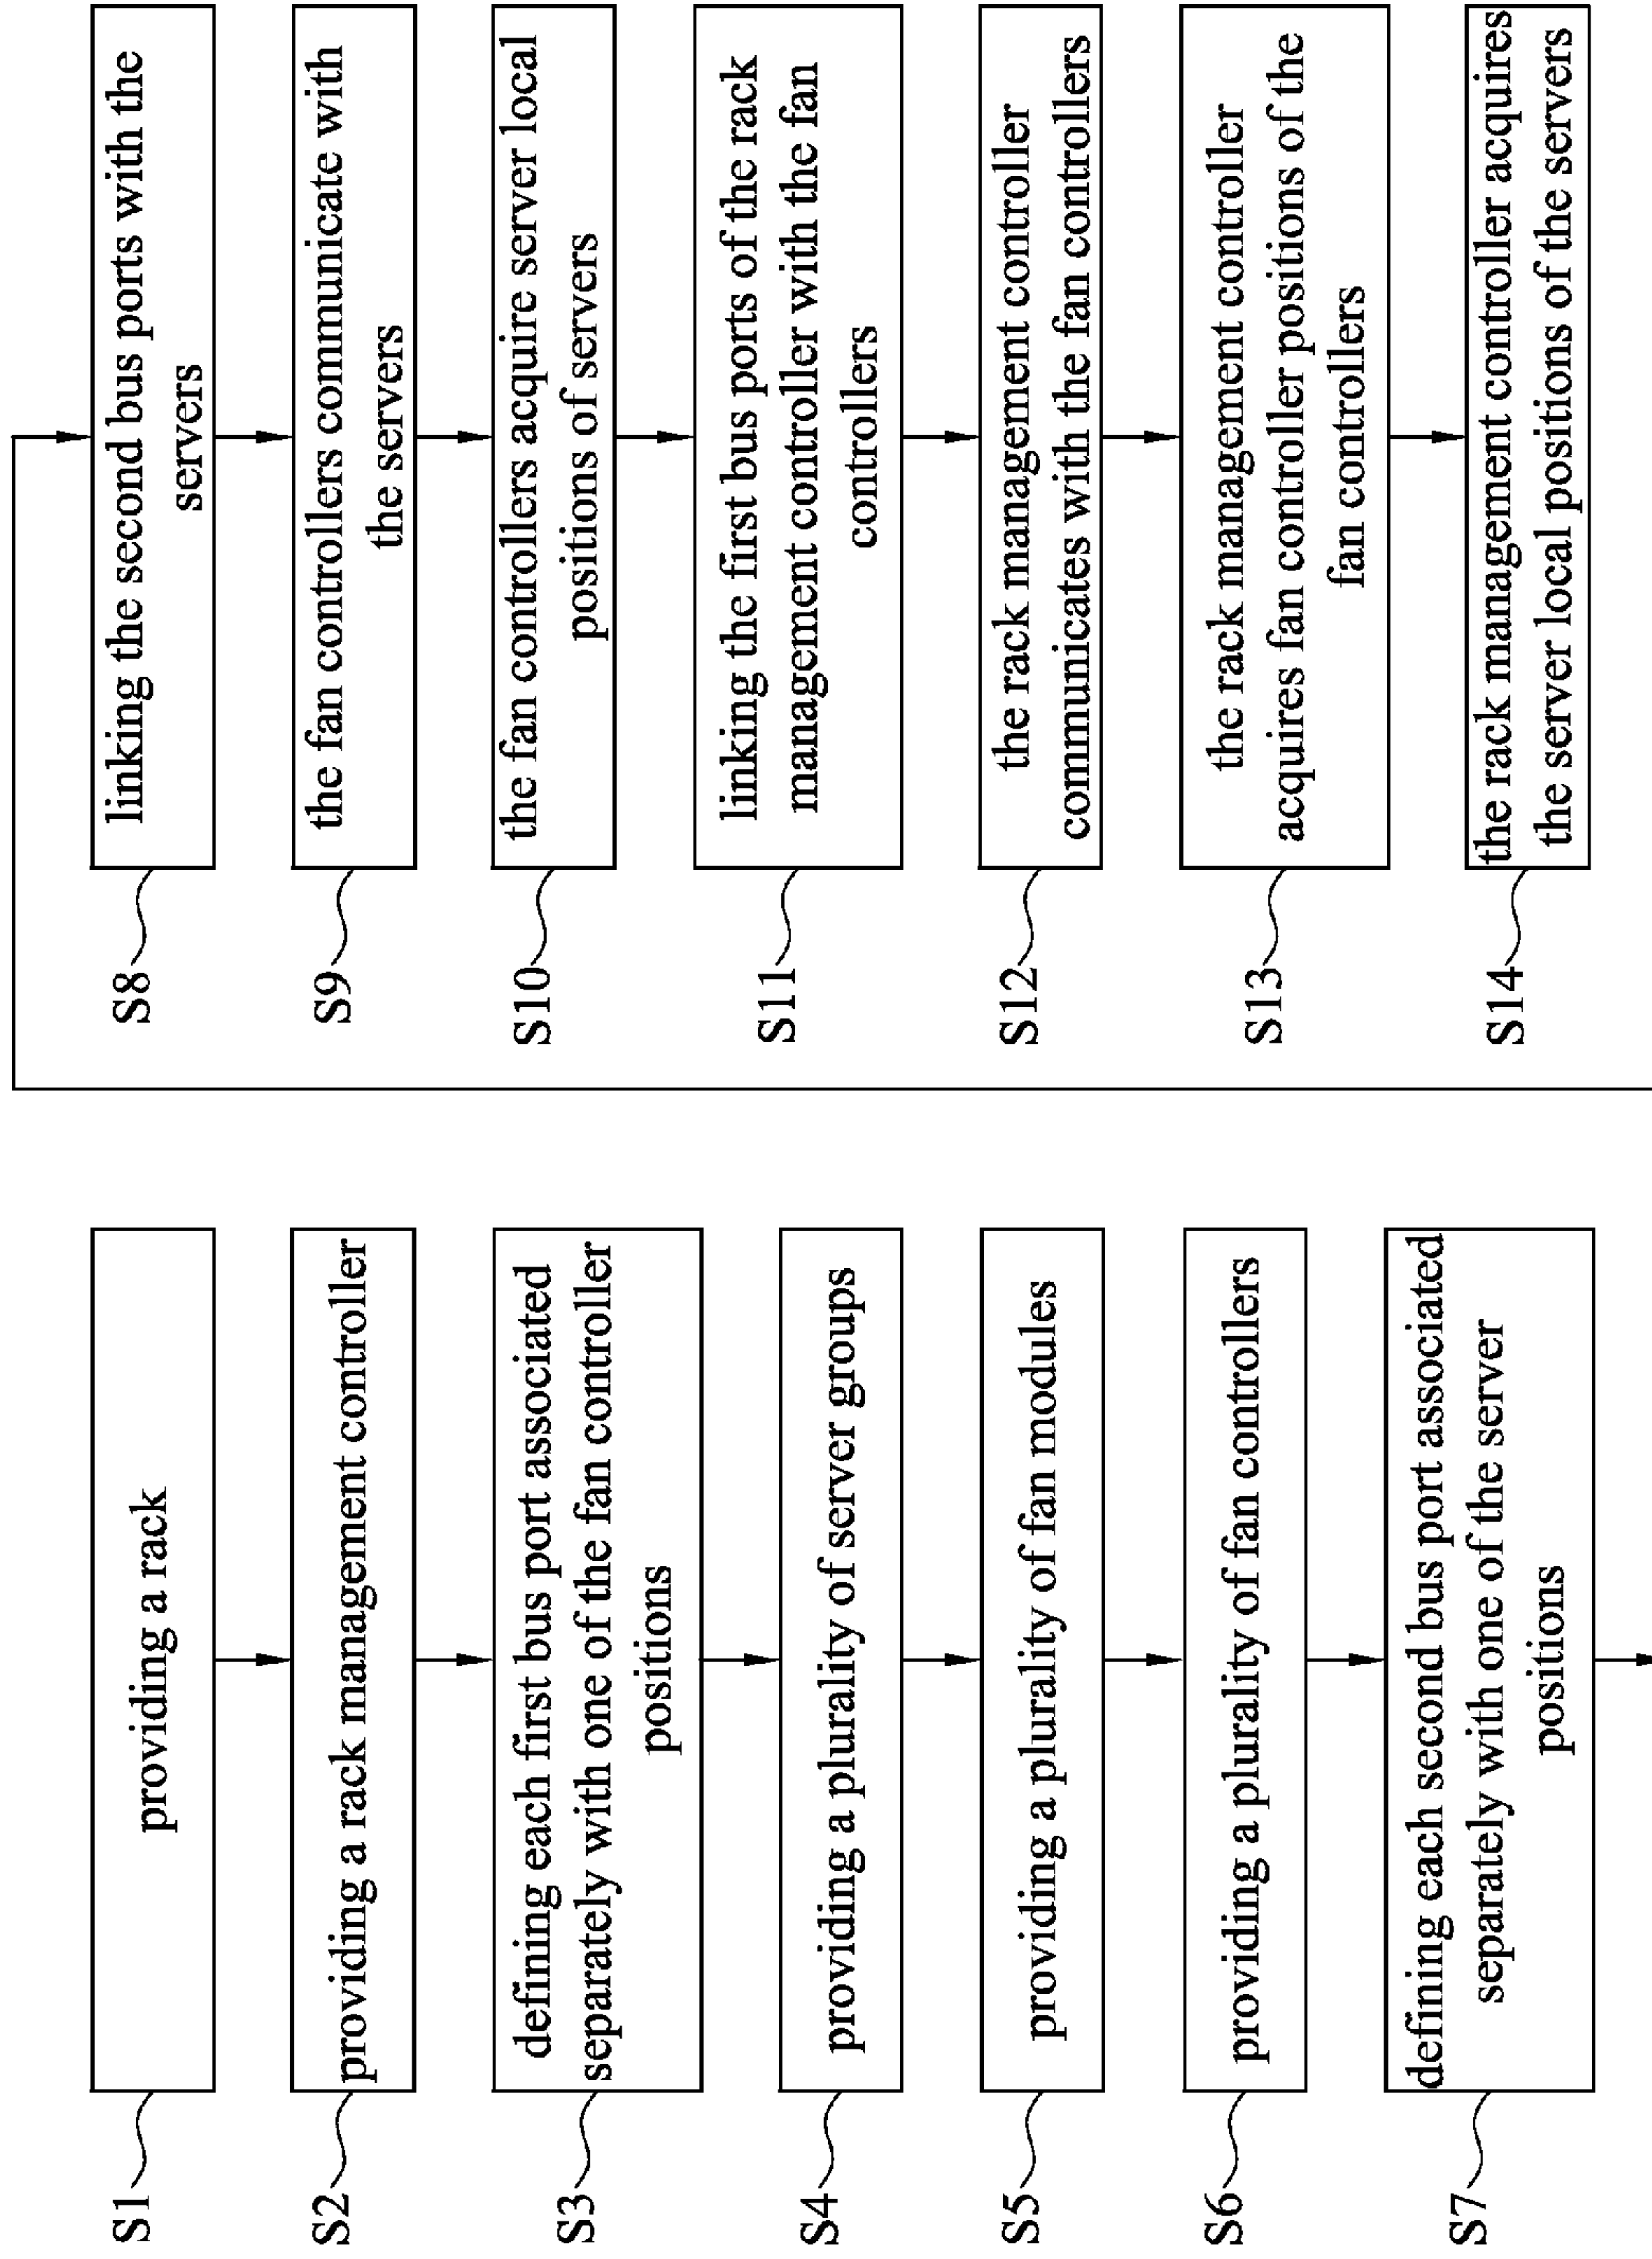 S1
providing a rack
S2
providing a rack management controller
S3
defining each first bus port associated
separately with one of the fan controller
positions
S4
providing a plurality of server groups
S5
providing a plurality of fan modules
S6
providing a plurality of fan controllers
S7
defining each second bus port associated
separately with one of the server
positions
S8
linking the second bus ports with the
servers
S9
the fan controllers communicate with
the servers
S10
the fan controllers acquire server local
positions of servers
S11
linking the first bus ports of the rack
management controller with the fan
controllers
S12
the rack management controller
communicates with the fan controllers
S13
the rack management controller
acquires fan controller positions of the
fan controllers
S14
the rack management controller acquires
the server local positions of the servers